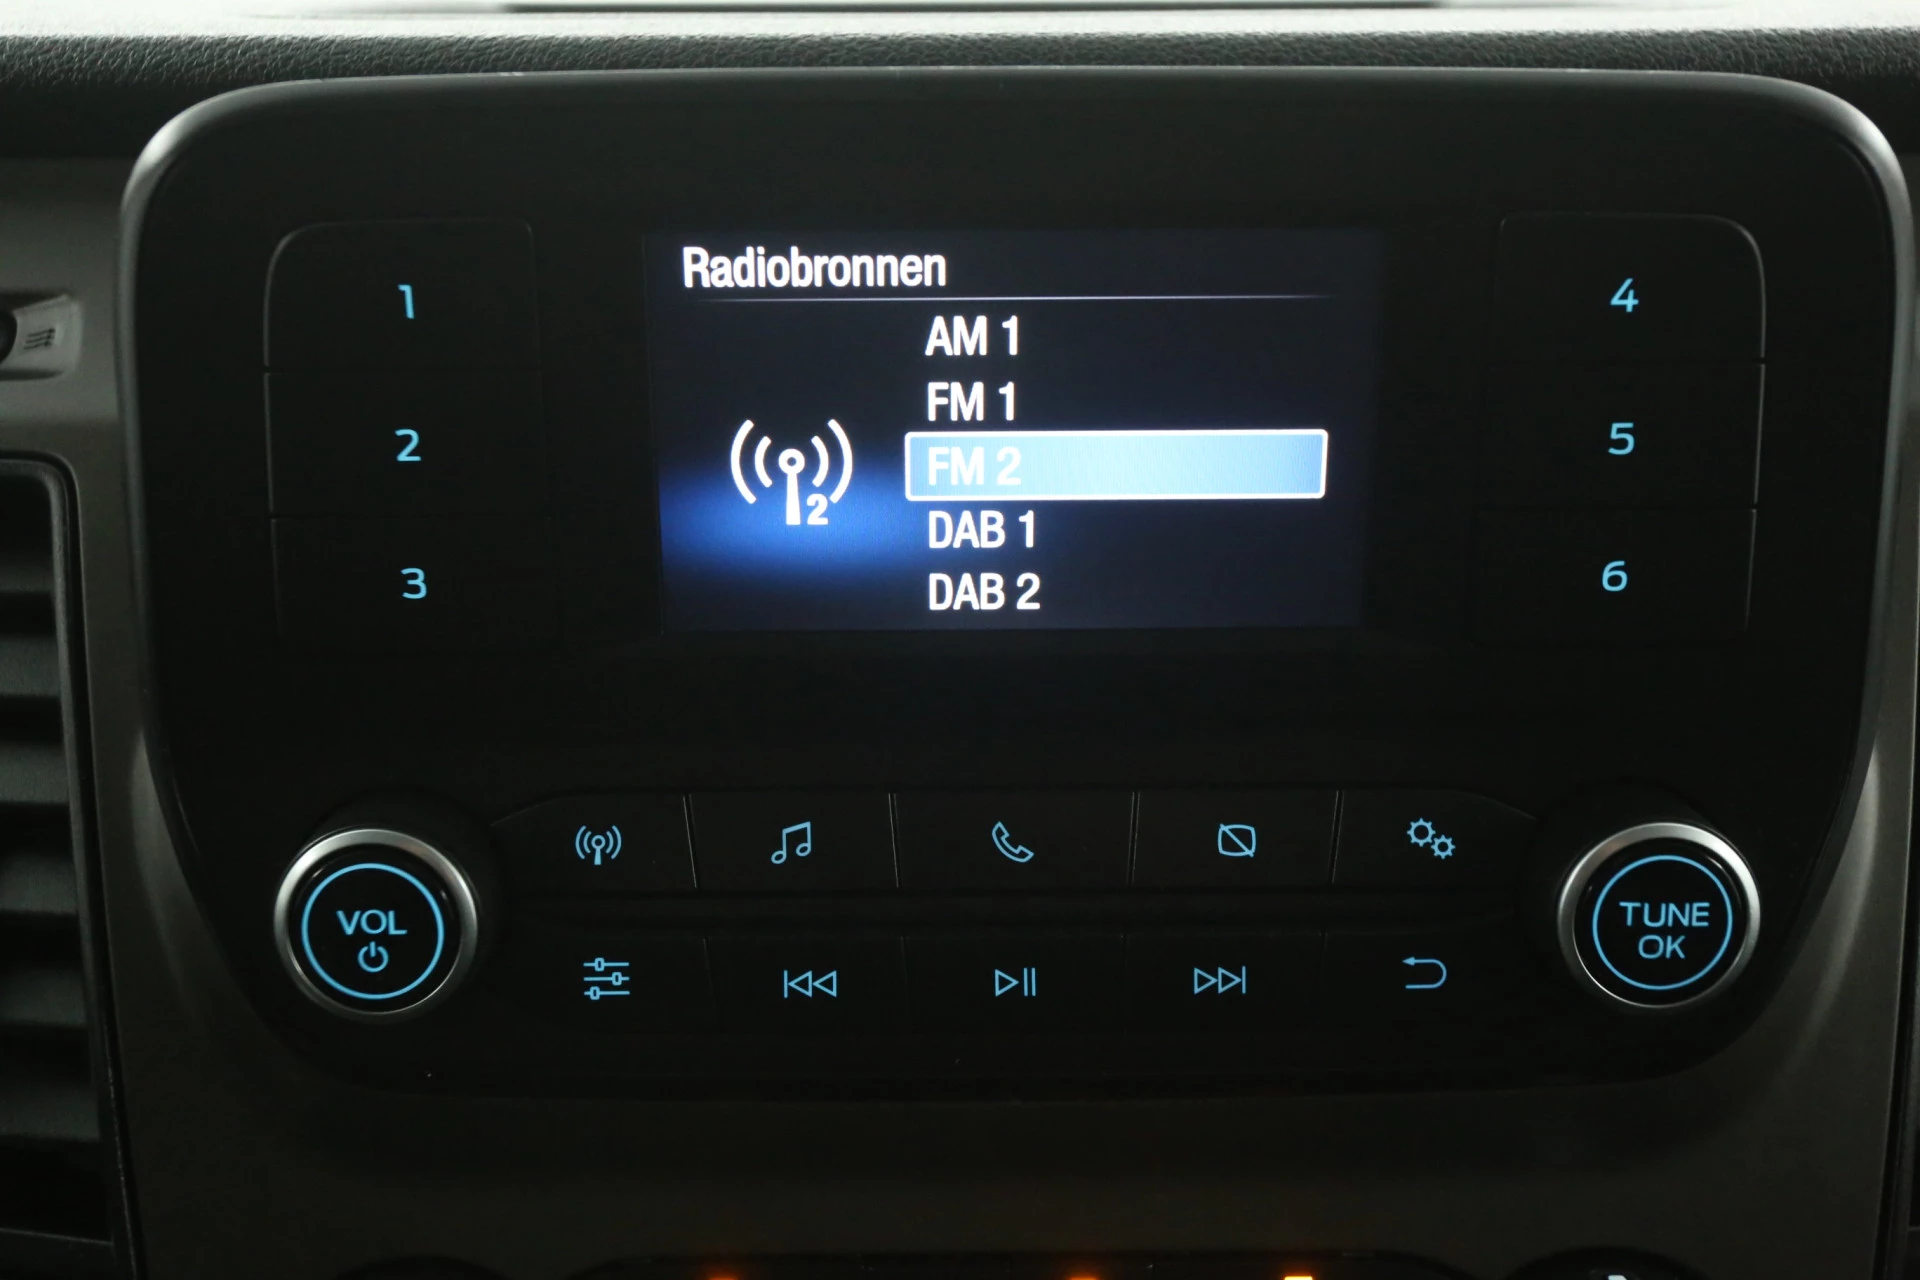 Radiobronnen
AM 1
FM 1
FM 2
DAB 1
DAB 2
2
1
2
3
4
5
6
VOL
TUNE
OK